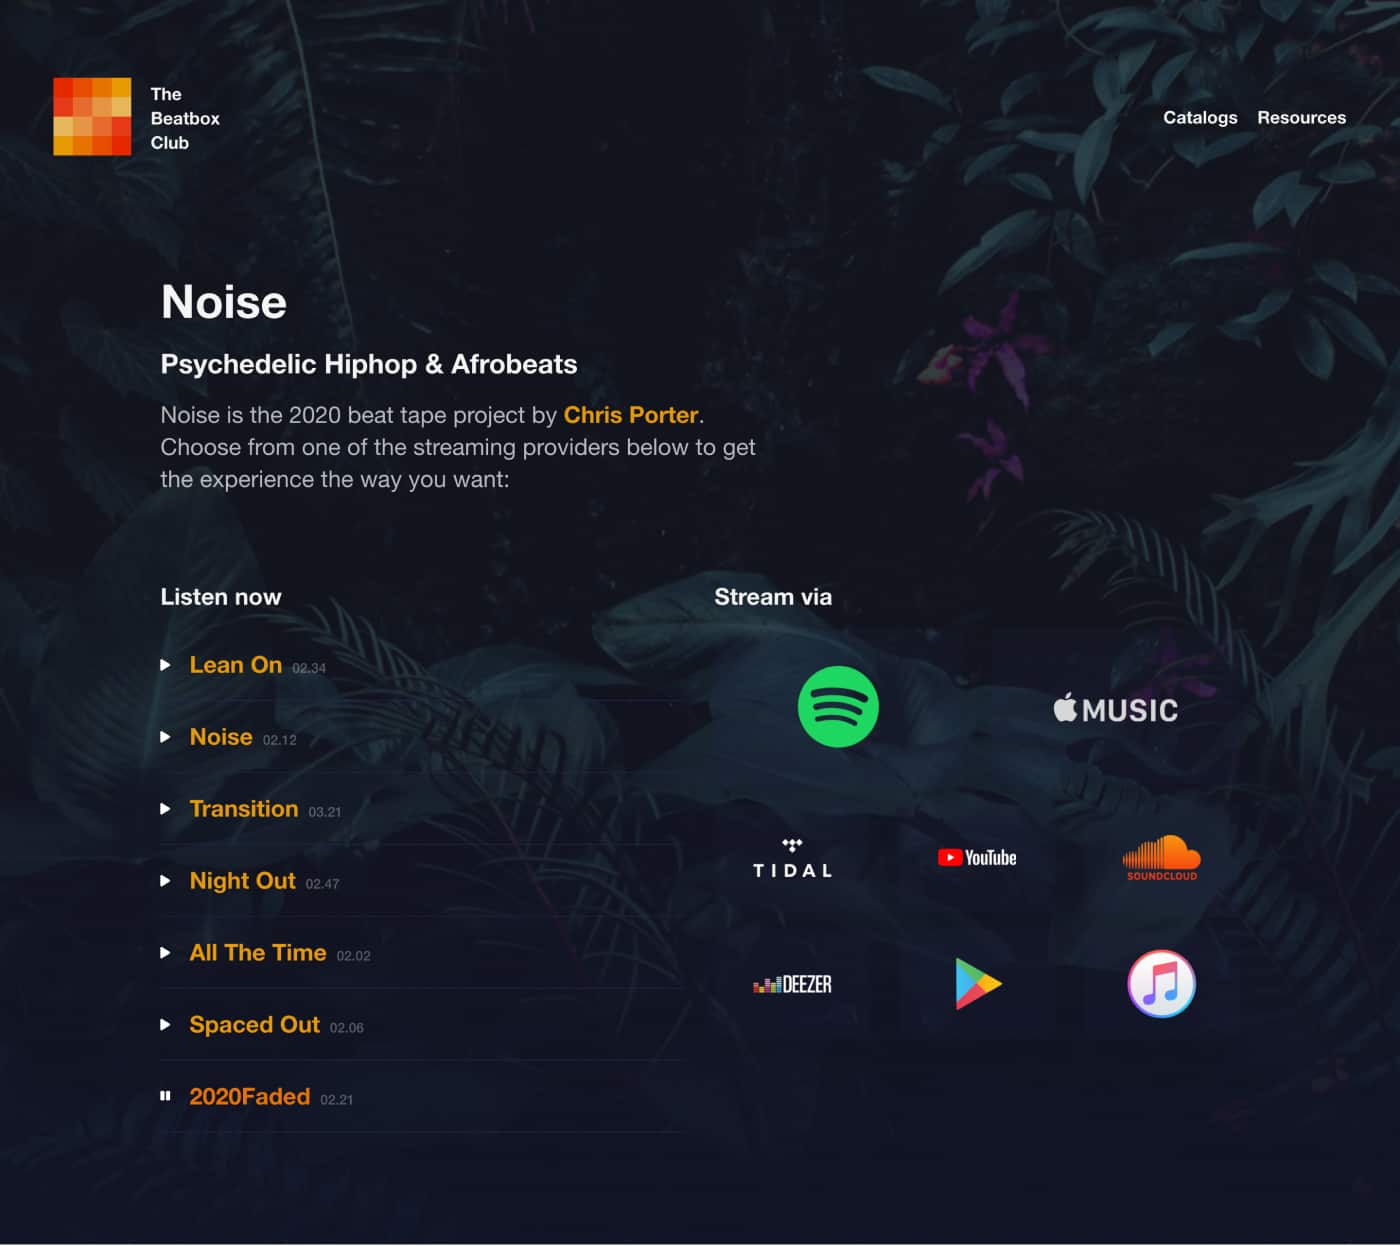 The
Beatbox
Club
Catalogs Resources
Noise
Psychedelic Hiphop & Afrobeats
Noise is the 2020 beat tape project by Chris Porter.
Choose from one of the streaming providers below to get
the experience the way you want:
Listen now
Lean On 02.34
Noise 02.12
Transition 03.21
Night Out 02.47
All The Time 02.02
Spaced Out 02.06
2020Faded 02.21
Stream via
MUSIC
TIDAL
YouTube
SOUNDCLOUD
DEEZER